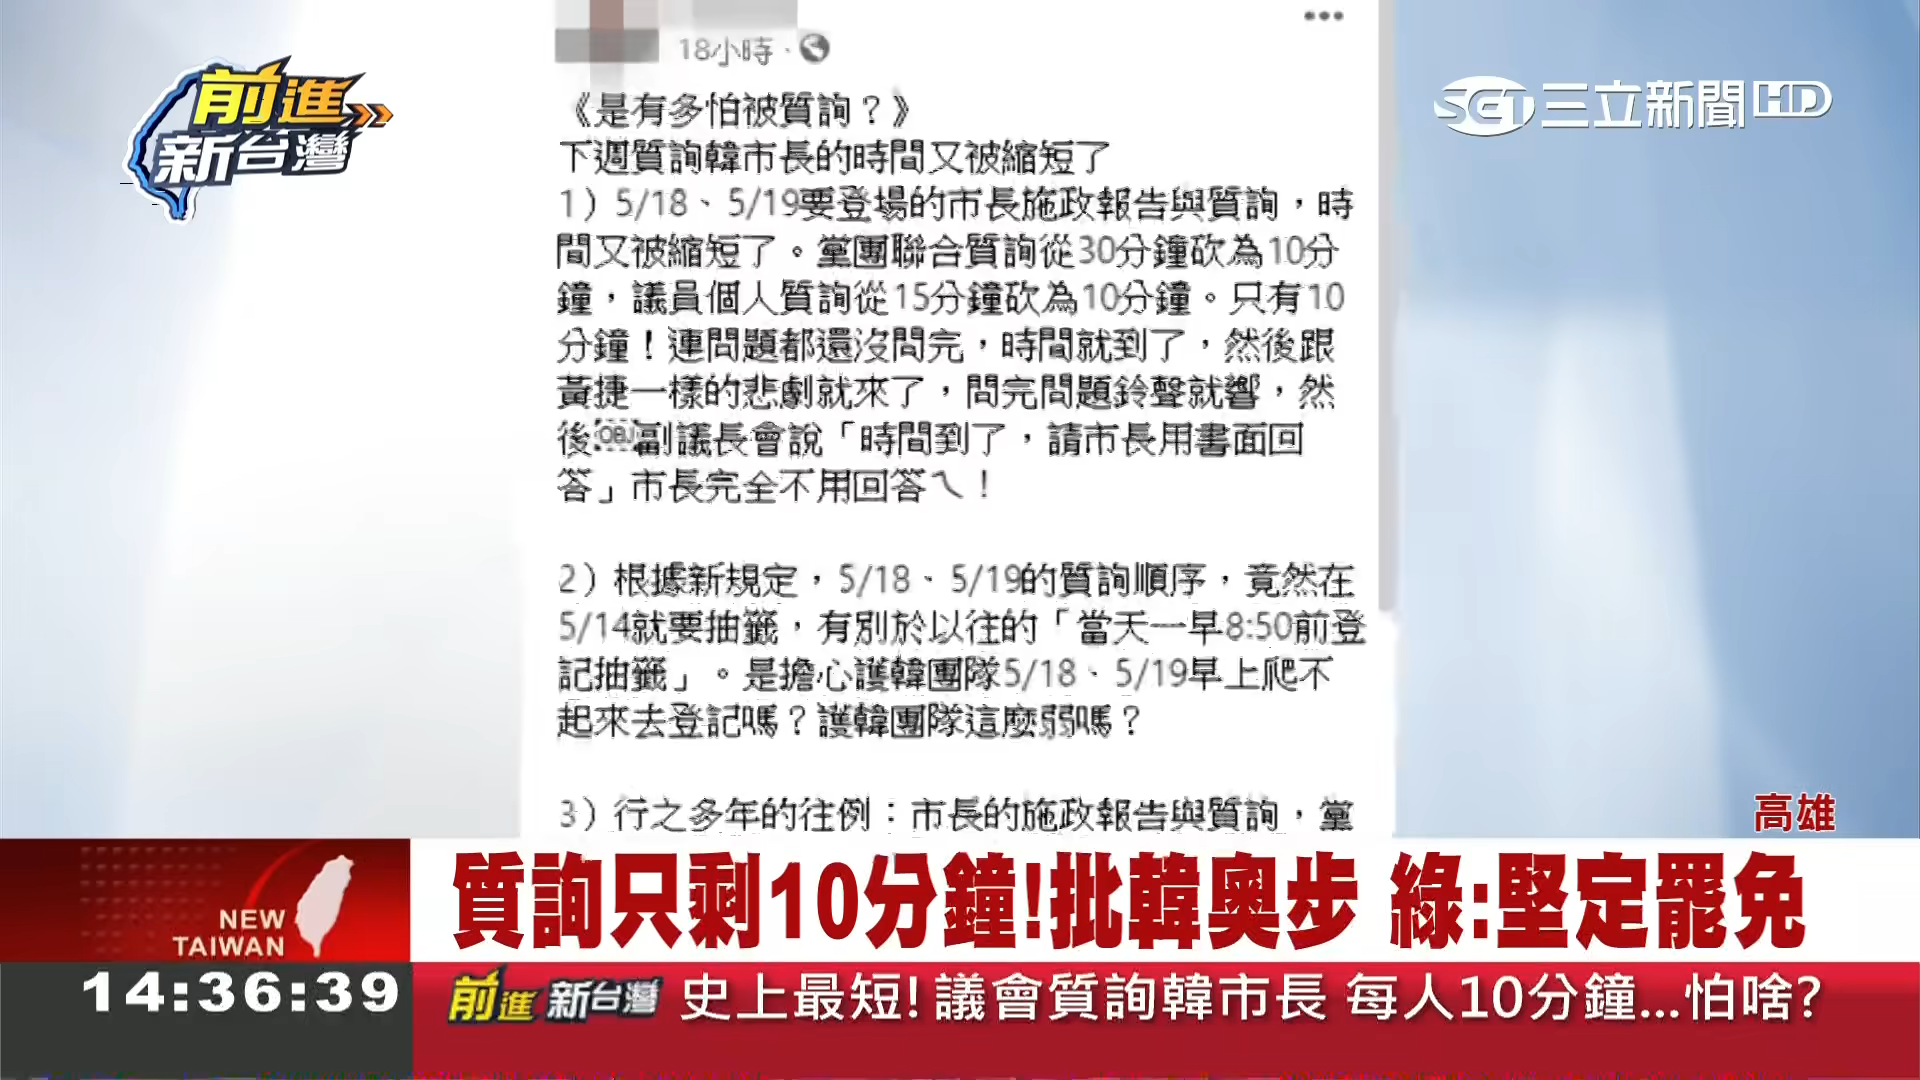 18小時·
《是有多怕被質詢？》
下週質詢韓市長的時間又被縮短了
1）5/18、5/19要登場的市長施政報告與質詢，時
間又被縮短了。黨團聯合質詢從30分鐘砍為10分
鐘，議員個人質詢從15分鐘砍為10分鐘。只有10
分鐘！連問題都還沒問完，時間就到了，然後跟
黃捷一樣的悲劇就來了，問完問題鈴聲就響，然
後OBJ副議長會說「時間到了，請市長用書面回
答」市長完全不用回答ㄟ！
2）根據新規定，5/18、5/19的質詢順序，竟然在
5/14就要抽籤，有別於以往的「當天一早8:50前登
記抽籤」。是擔心護韓團隊5/18、5/19早上爬不
起來去登記嗎？護韓團隊這麼弱嗎？
3）行之多年的往例：市長的施政報告與質詢，黨
前進
新台灣
SET三立新聞HD
高雄
NEW
TAIWAN
質詢只剩10分鐘!批韓奧步 綠:堅定罷免
14:36:39
前進新台灣 史上最短!議會質詢韓市長 每人10分鐘...怕啥?